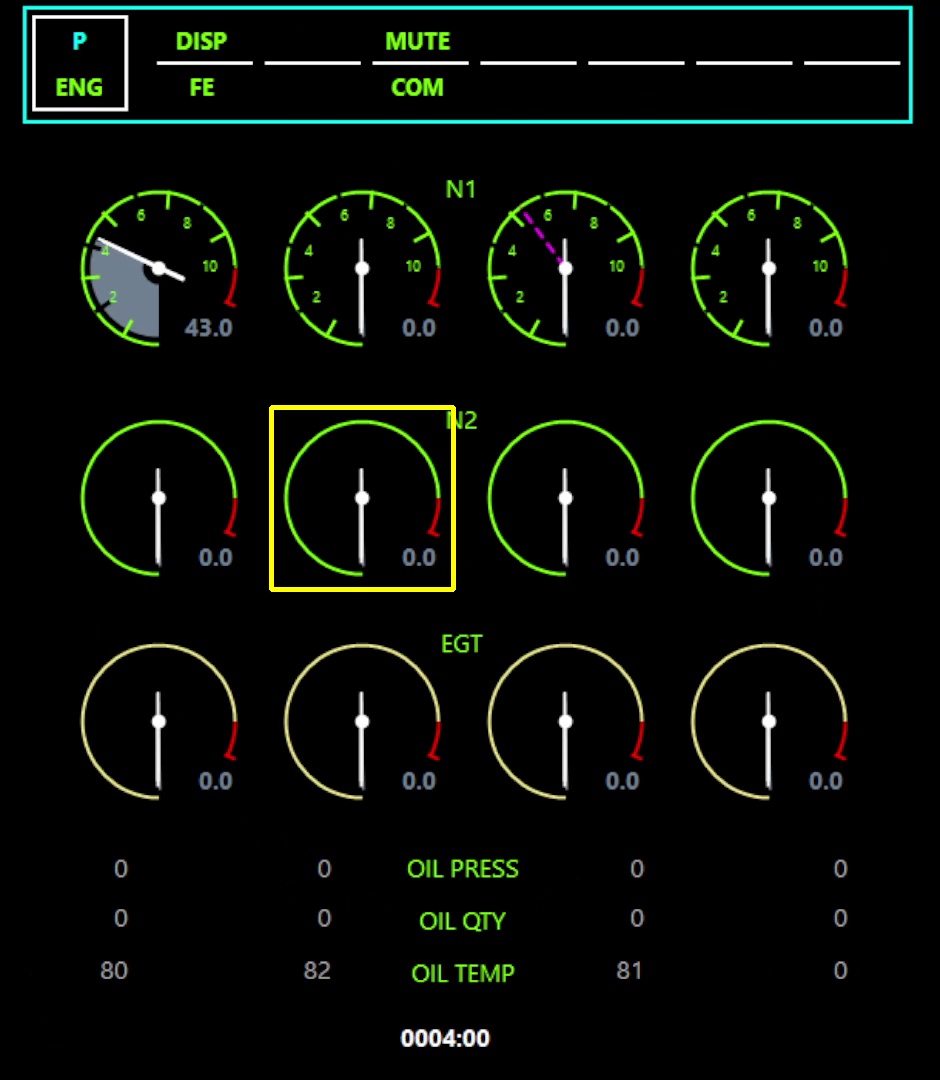 P DISP MUTE
ENG FE COM
N1
6 8 4 10 2 43.0
6 8 4 10 2 0.0
6 8 4 10 2 0.0
6 8 4 10 2 0.0
N2
0.0 0.0 0.0 0.0
EGT
0.0 0.0 0.0 0.0
0 0 OIL PRESS 0 0
0 0 OIL QTY 0 0
80 82 OIL TEMP 81 0
0004:00